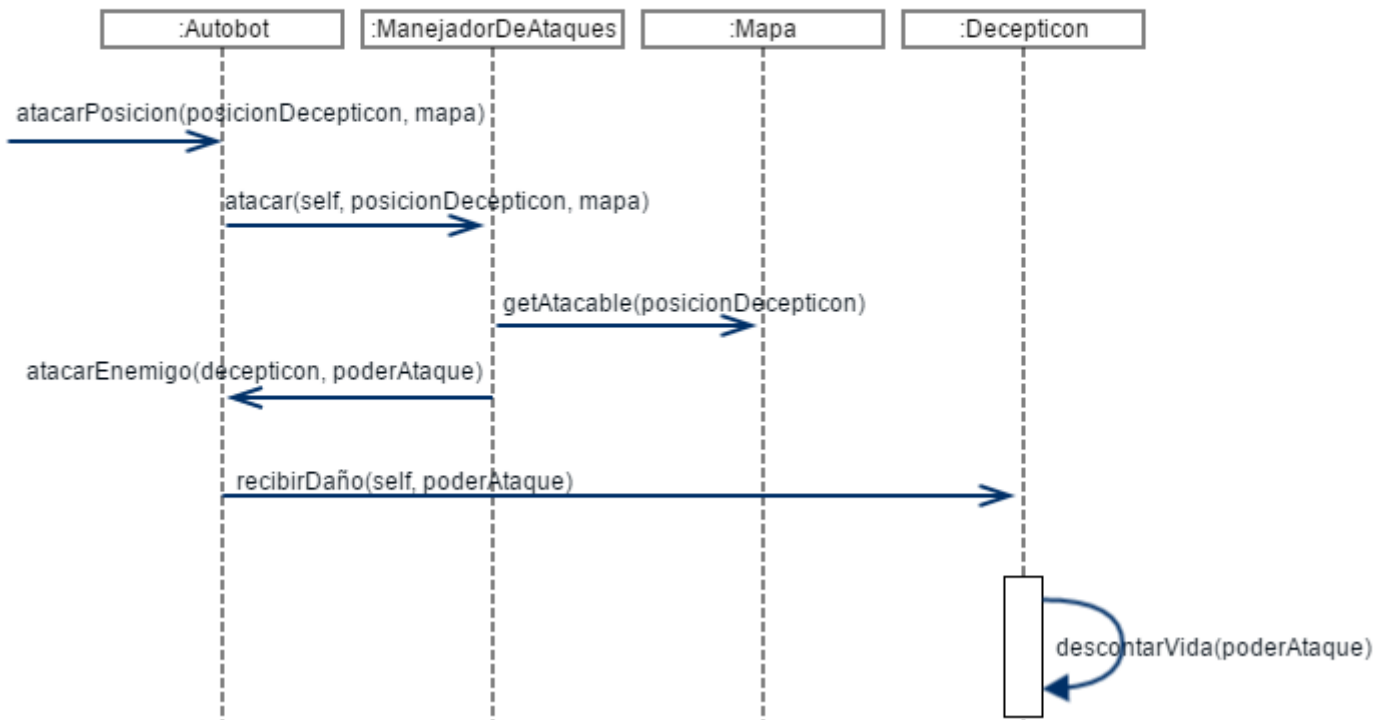 :Autobot
:ManejadorDeAtaques
:Mapa
:Decepticon
atacarPosicion(posicionDecepticon, mapa)
atacar(self, posicionDecepticon, mapa)
getAtacable(posicionDecepticon)
atacarEnemigo(decepticon, poderAtaque)
recibirDaño(self, poderAtaque)
descontarVida(poderAtaque)